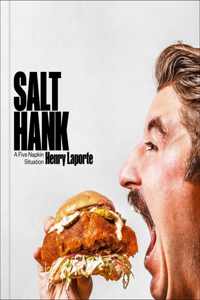 SALT
HANK
A Five Napkin
Situation
Henry Laporte